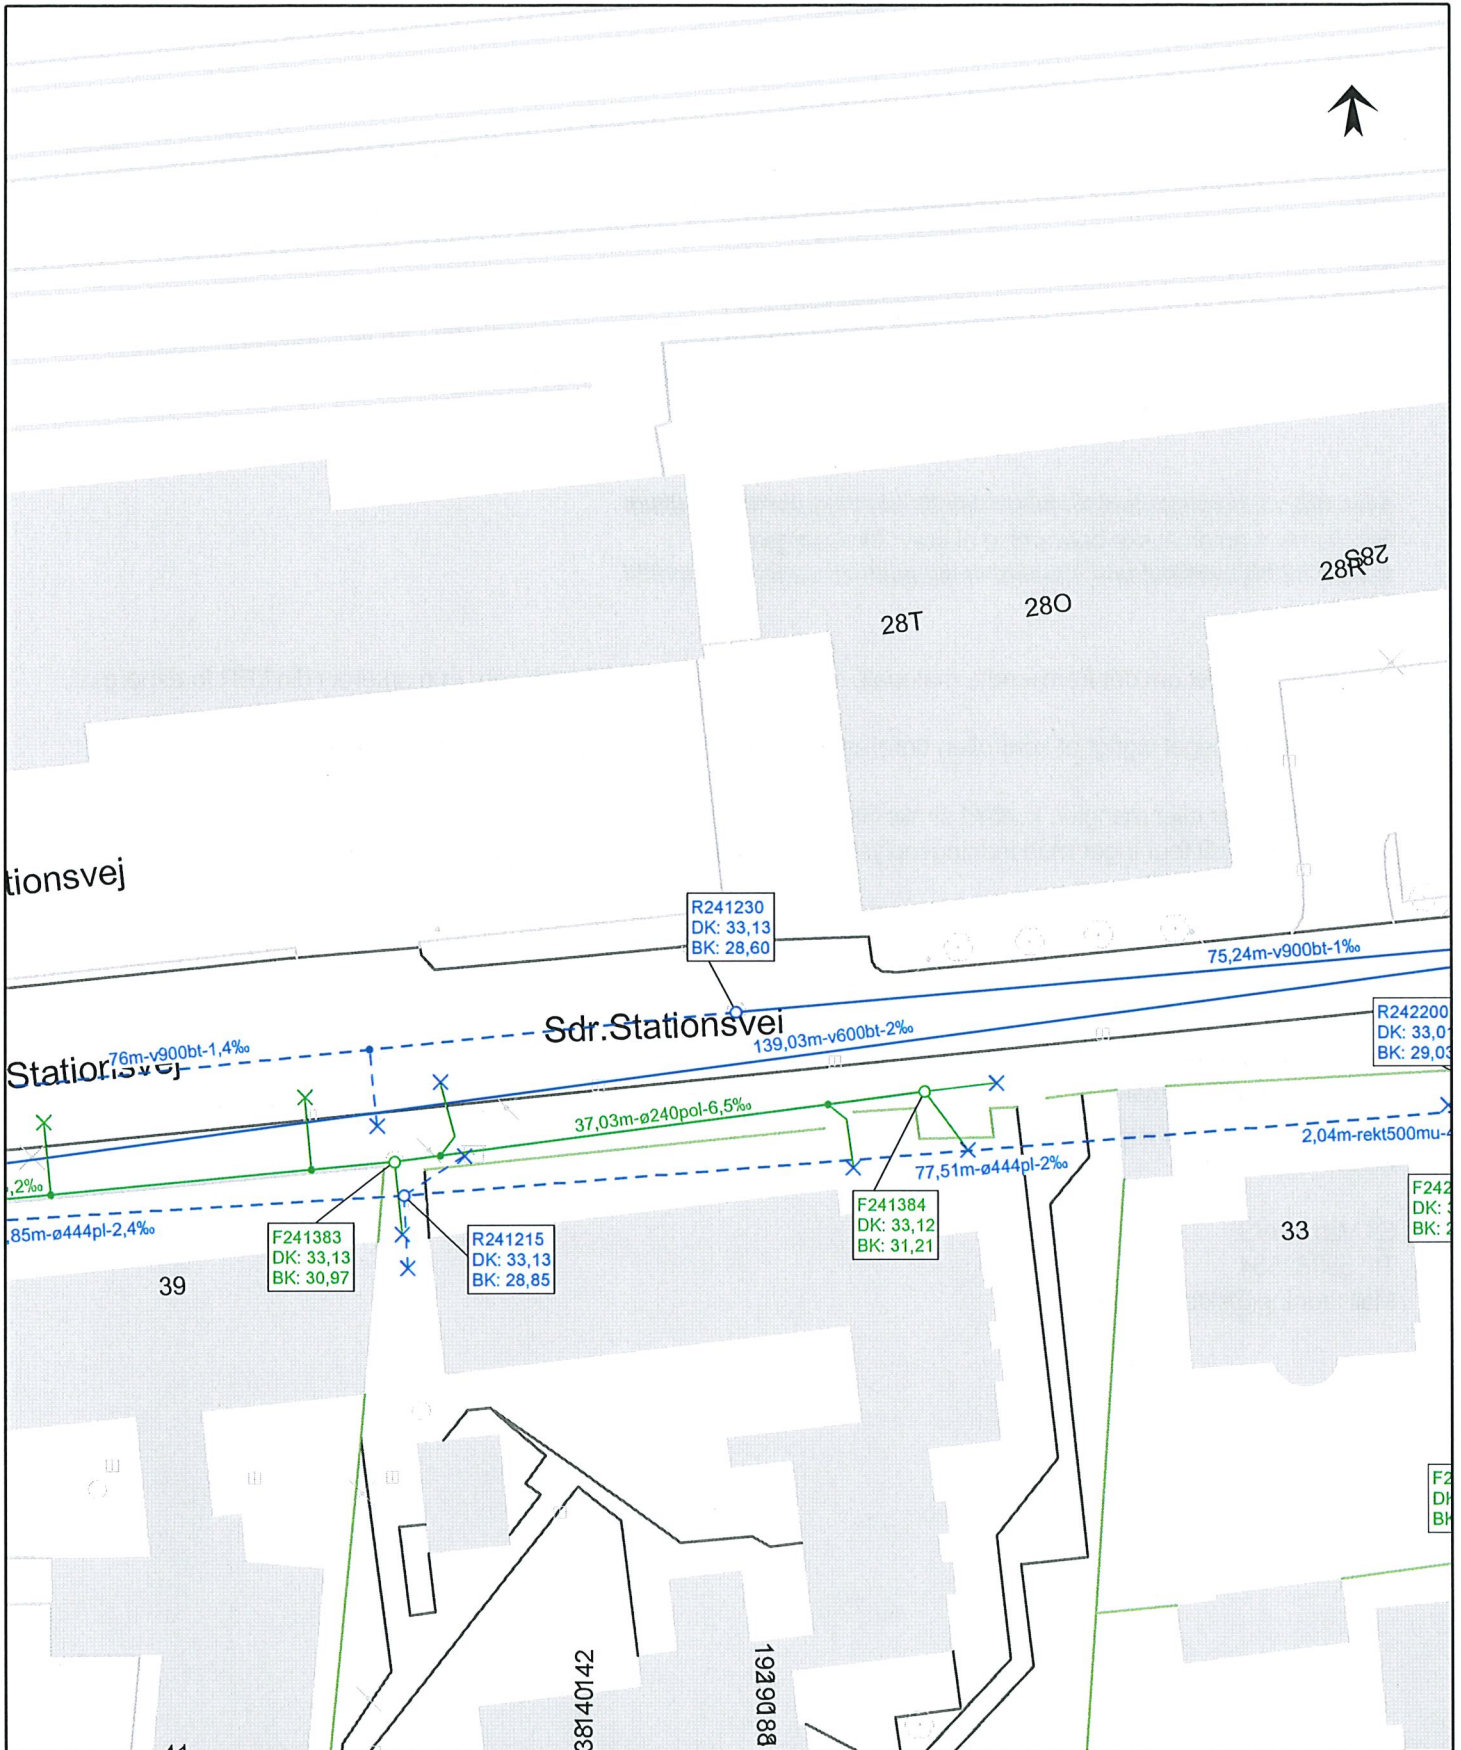 28R
28S
28O
28T
tionsvej
R241230
DK: 33,13
BK: 28,60
75,24m-v900bt-1‰
Sdr.Stationsvej
139,03m-v600bt-2‰
R242200
DK: 33,0
BK: 29,03
76m-v900bt-1,4‰
Stationsvej
37,03m-ø240pol-6,5‰
2,04m-rekt500mu-
77,51m-ø444pl-2‰
,2‰
,85m-ø444pl-2,4‰
F241384
DK: 33,12
BK: 31,21
F242
DK:
BK:
33
F241383
DK: 33,13
BK: 30,97
R241215
DK: 33,13
BK: 28,85
39
F2
DK
BK
38140142